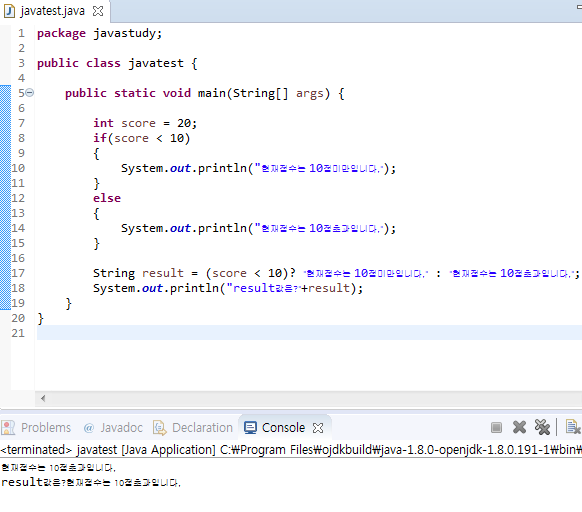 javatest.java
1 package javastudy;
2
3 public class javatest {
4
5 public static void main(String[] args) {
6
7 int score = 20;
8 if(score < 10)
9 {
10 System.out.println("현재점수는 10점미만입니다.");
11 }
12 else
13 {
14 System.out.println("현재점수는 10점초과입니다.");
15 }
16
17 String result = (score < 10)? "현재점수는 10점미만입니다." : "현재점수는 10점초과입니다.";
18 System.out.println("result값은?"+result);
19 }
20 }
21
Problems @ Javadoc Declaration Console
<terminated> javatest [Java Application] C:₩Program Files₩ojdkbuild₩java-1.8.0-openjdk-1.8.0.191-1₩bin₩
현재점수는 10점초과입니다.
result값은?현재점수는 10점초과입니다.